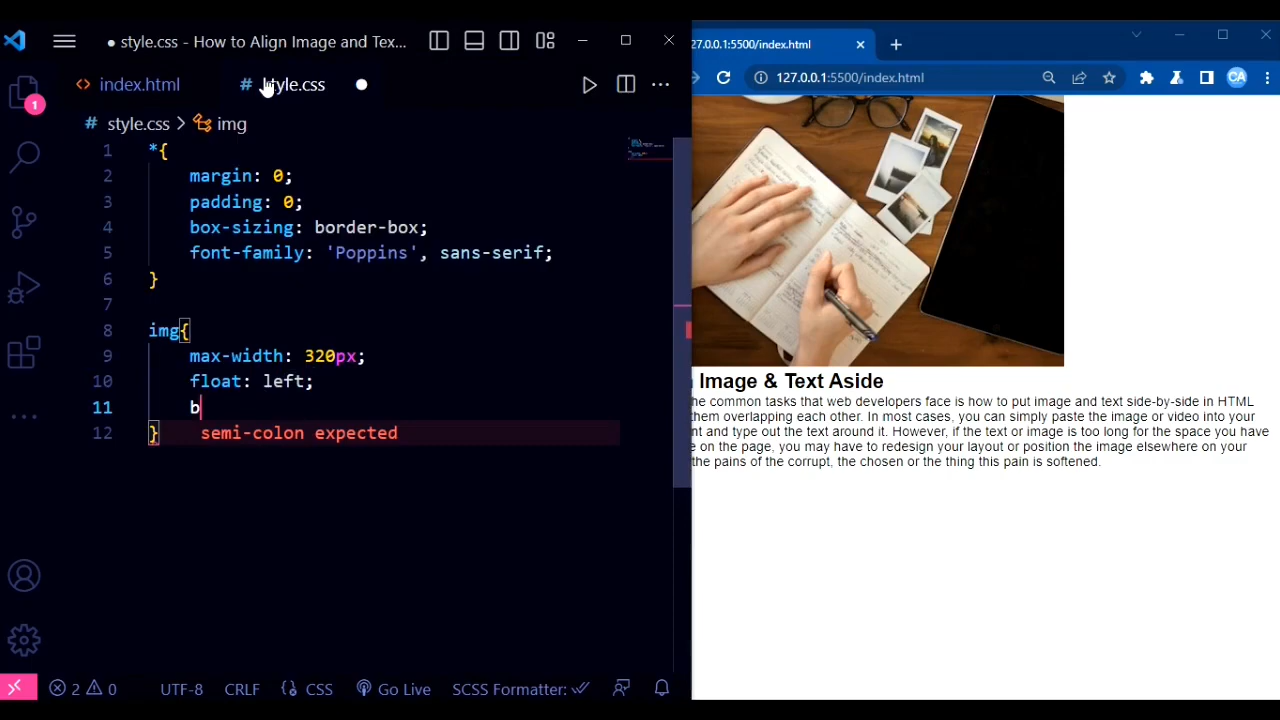 ● style.css - How to Align Image and Tex...
index.html
style.css
1
style.css > img
1 *{
2 margin: 0;
3 padding: 0;
4 box-sizing: border-box;
5 font-family: 'Poppins', sans-serif;
6 }
7
8 img{
9 max-width: 320px;
10 float: left;
11 b
12 } semi-colon expected
2 0 UTF-8 CRLF CSS Go Live SCSS Formatter:
127.0.0.1:5500/index.html
127.0.0.1:5500/index.html
CA
Image & Text Aside
he common tasks that web developers face is how to put image and text side-by-side in HTML
them overlapping each other. In most cases, you can simply paste the image or video into your
nt and type out the text around it. However, if the text or image is too long for the space you have
e on the page, you may have to redesign your layout or position the image elsewhere on your
the pains of the corrupt, the chosen or the thing this pain is softened.